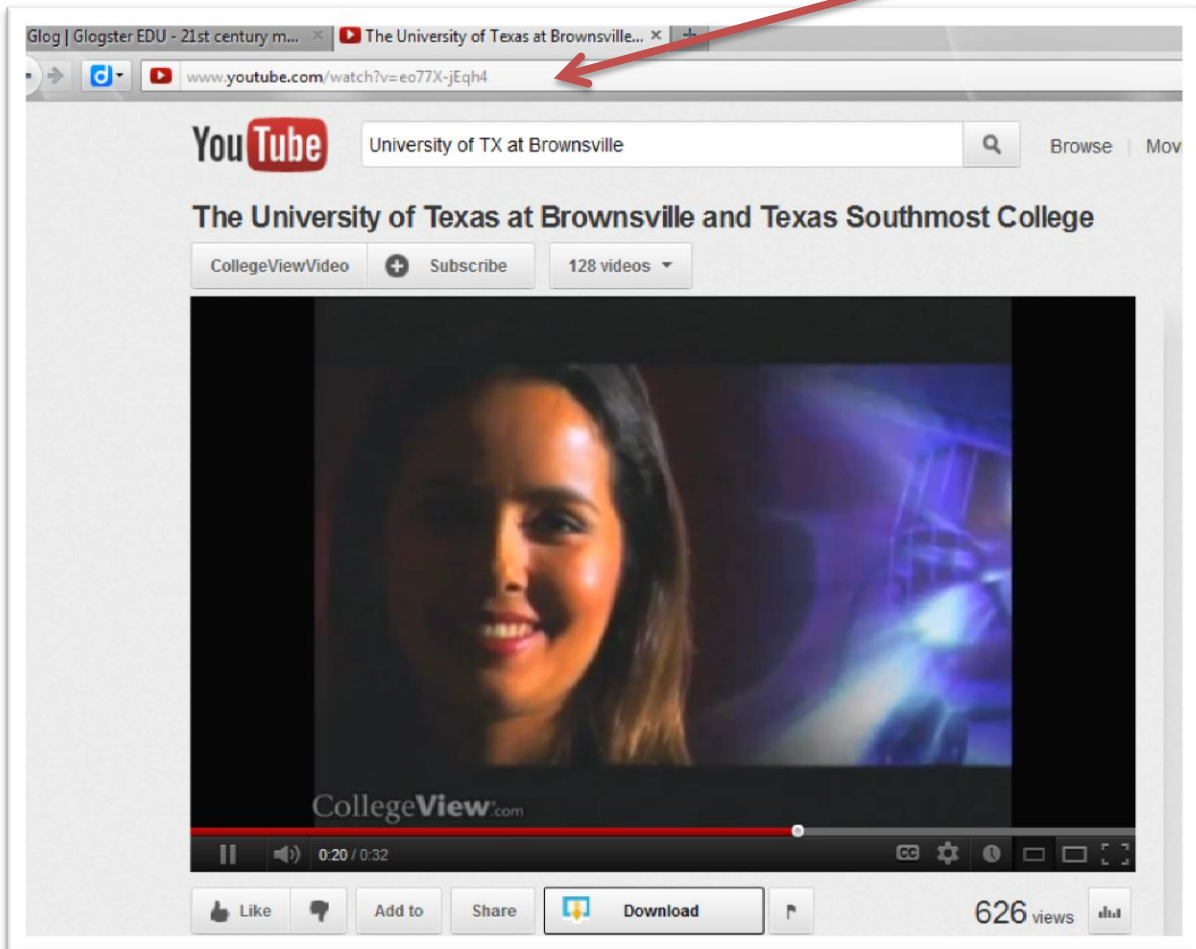 Glog | Glogster EDU - 21st century m... The University of Texas at Brownsville...
www.youtube.com/watch?v=eo77X-jEqh4
YouTube University of TX at Brownsville Browse Mov
The University of Texas at Brownsville and Texas Southmost College
CollegeViewVideo Subscribe 128 videos
CollegeView.com
0:20 / 0:32 CC
Like Add to Share Download 626 views